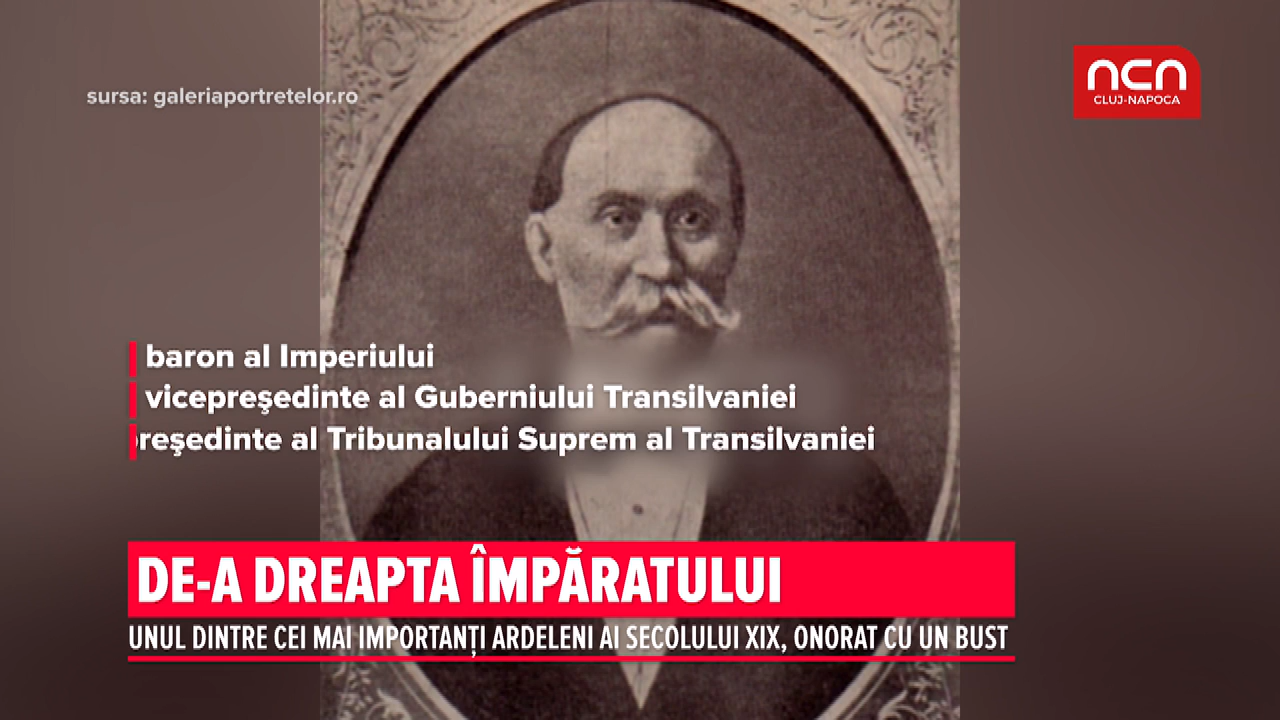 sursa: galeriaportretelor.ro
ncn
CLUJ-NAPOCA
baron al Imperiului
vicepreşedinte al Guberniului Transilvaniei
reşedinte al Tribunalului Suprem al Transilvaniei
DE-A DREAPTA ÎMPĂRATULUI
UNUL DINTRE CEI MAI IMPORTANȚI ARDELENI AI SECOLULUI XIX, ONORAT CU UN BUST